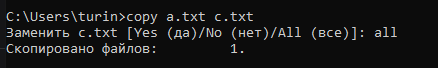 C:\Users\turin>copy a.txt c.txt
Заменить c.txt [Yes (да)/No (нет)/All (все)]: all
Скопировано файлов:         1.